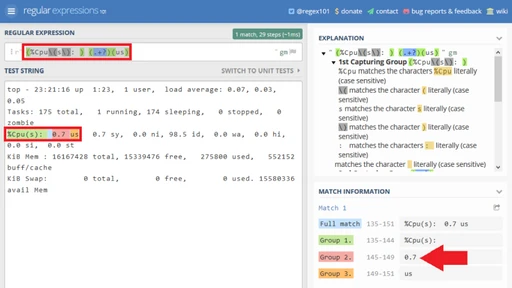 regular expressions 101
@regex101
$ donate
contact
bug reports & feedback
wiki
REGULAR EXPRESSION
1 match, 29 steps (~1ms)
(%Cpu\(s\): ) (.+?)(us)
" gm
TEST STRING
SWITCH TO UNIT TESTS
top - 23:21:16 up  1:23,  1 user,  load average: 0.07, 0.03,
0.05
Tasks: 175 total,   1 running, 174 sleeping,   0 stopped,   0
zombie
%Cpu(s):  0.7 us,  0.7 sy,  0.0 ni, 98.5 id,  0.0 wa,  0.0 hi,
0.0 si,  0.0 st
KiB Mem : 16167428 total, 15339476 free,   275800 used,   552152
buff/cache
KiB Swap:        0 total,        0 free,        0 used. 15580336
avail Mem
EXPLANATION
" (%Cpu\(s\): ) (.+?)(us) " gm
1st Capturing Group (%Cpu\(s\): )
%Cpu matches the characters %Cpu literally
(case sensitive)
\( matches the character ( literally (case
sensitive)
s matches the character s literally (case
sensitive)
\) matches the character ) literally (case
sensitive)
: matches the characters : literally (case
sensitive)
matches the character literally (case sensitive)
MATCH INFORMATION
Match 1
Full match 135-151 %Cpu(s):  0.7 us
Group 1. 135-144 %Cpu(s):
Group 2. 145-149 0.7
Group 3. 149-151 us